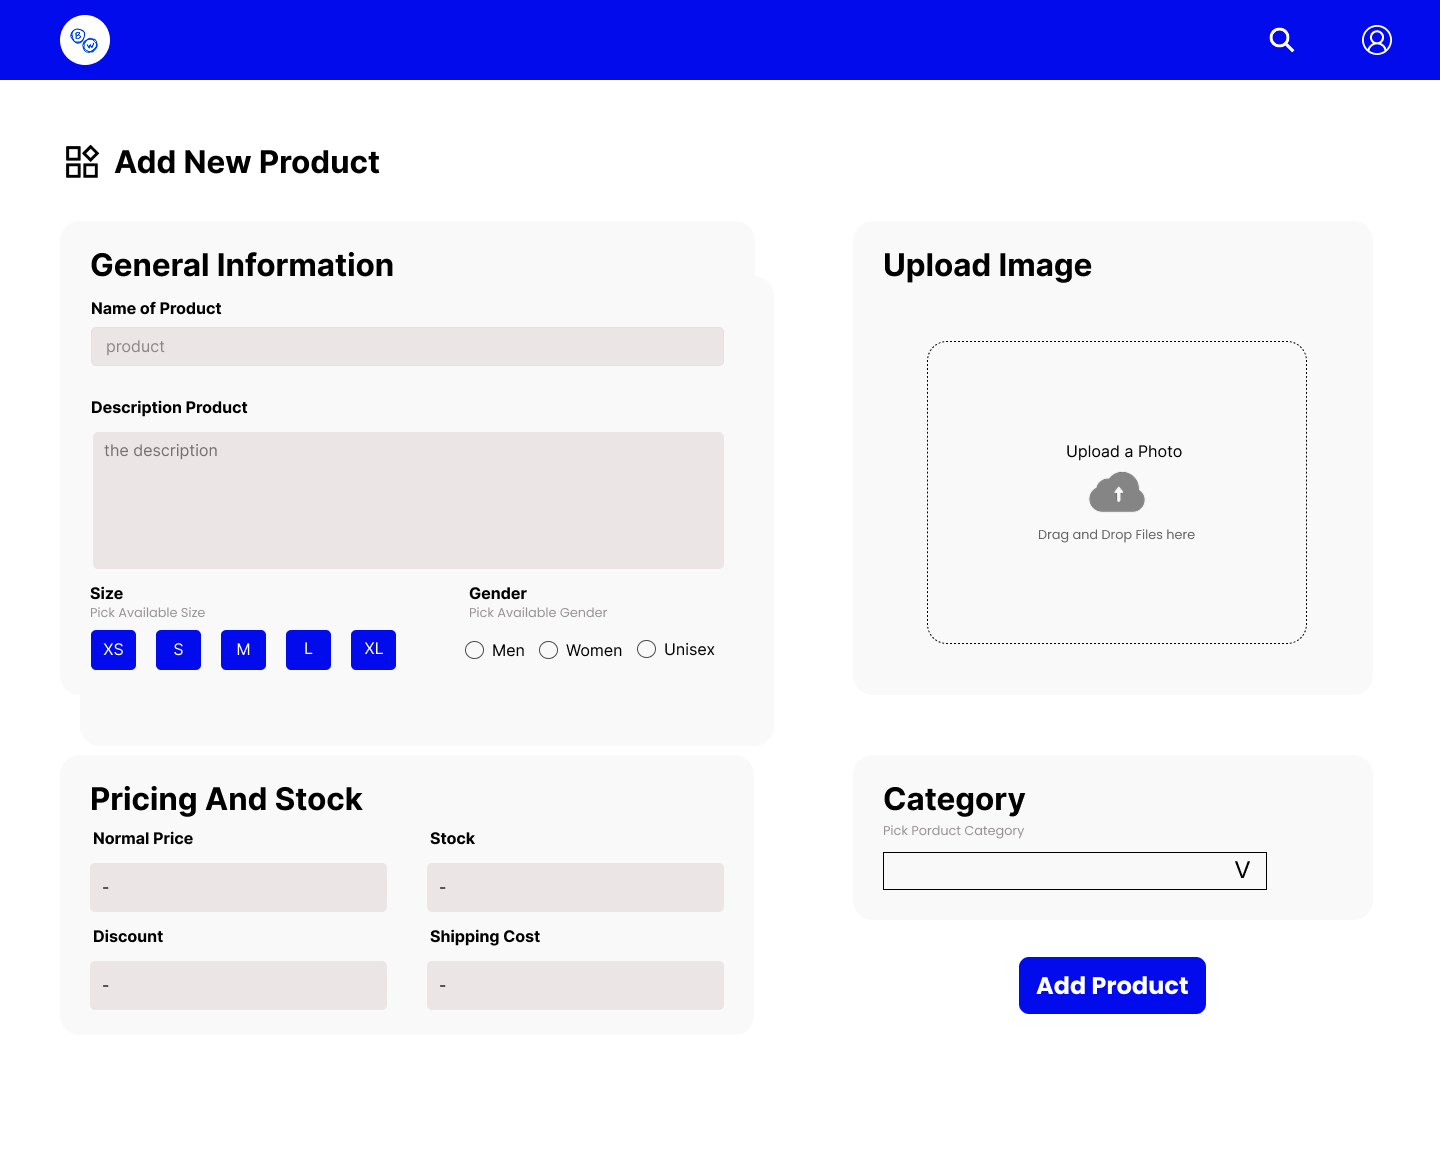 B
W
Add New Product
General Information
Name of Product
product
Description Product
the description
Size
Pick Available Size
XS S M L XL
Gender
Pick Available Gender
Men Women Unisex
Upload Image
Upload a Photo
Drag and Drop Files here
Pricing And Stock
Normal Price
-
Stock
-
Discount
-
Shipping Cost
-
Category
Pick Porduct Category
V
Add Product